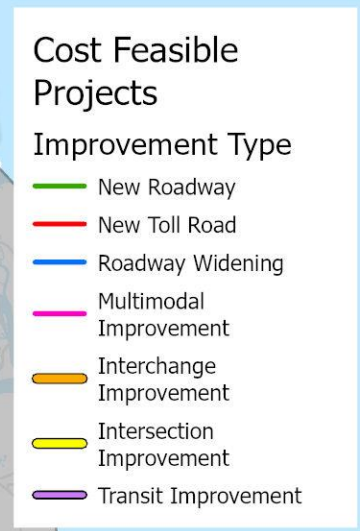 Cost Feasible
Projects
Improvement Type
New Roadway
New Toll Road
Roadway Widening
Multimodal
Improvement
Interchange
Improvement
Intersection
Improvement
Transit Improvement